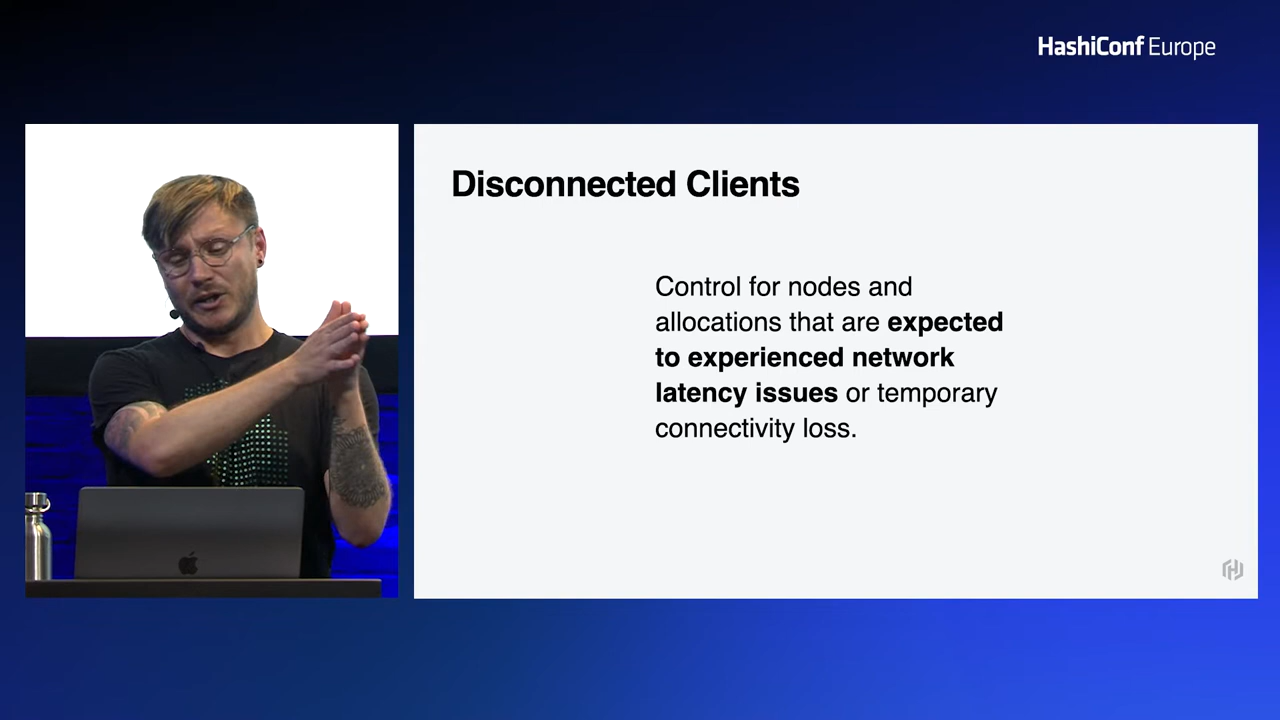 HashiConf Europe
Disconnected Clients
Control for nodes and
allocations that are expected
to experienced network
latency issues or temporary
connectivity loss.